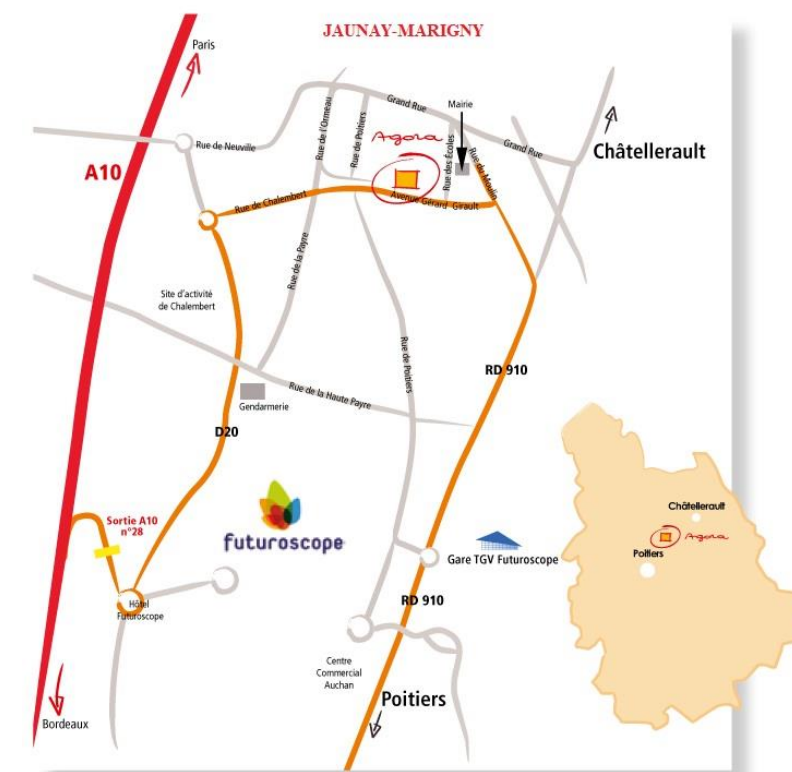 JAUNAY-MARIGNY
Paris
Grand Rue
Mairie
Rue de l'Ormeau
Rue de Poitiers
Agora
Rue de Neuville
Rue des Écoles
Rue du Moulin
Grand Rue
Châtellerault
A10
Rue de Chalembert
Avenue Gérard Girault
Rue de la Payre
Site d'activité
de Chalembert
Rue de Poitiers
RD 910
Rue de la Haute Payre
Gendarmerie
D20
Sortie A10
n°28
futuroscope
Gare TGV Futuroscope
Châtellerault
Agora
Poitiers
Hôtel
Futuroscope
RD 910
Centre
Commercial
Auchan
Poitiers
Bordeaux